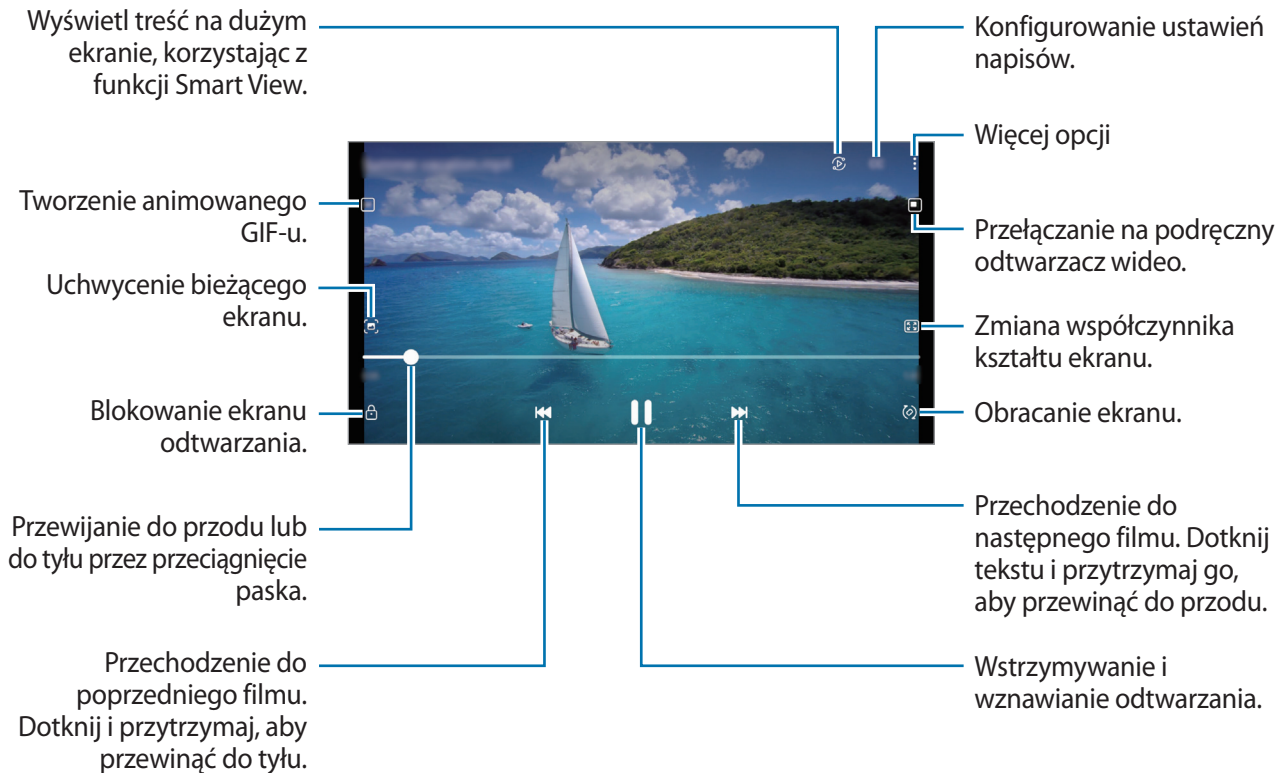 Wyświetl treść na dużym
ekranie, korzystając z
funkcji Smart View.
Tworzenie animowanego
GIF-u.
Uchwycenie bieżącego
ekranu.
Blokowanie ekranu
odtwarzania.
Przewijanie do przodu lub
do tyłu przez przeciągnięcie
paska.
Przechodzenie do
poprzedniego filmu.
Dotknij i przytrzymaj, aby
przewinąć do tyłu.
Konfigurowanie ustawień
napisów.
Więcej opcji
Przełączanie na podręczny
odtwarzacz wideo.
Zmiana współczynnika
kształtu ekranu.
Obracanie ekranu.
Przechodzenie do
następnego filmu. Dotknij
tekstu i przytrzymaj go,
aby przewinąć do przodu.
Wstrzymywanie i
wznawianie odtwarzania.